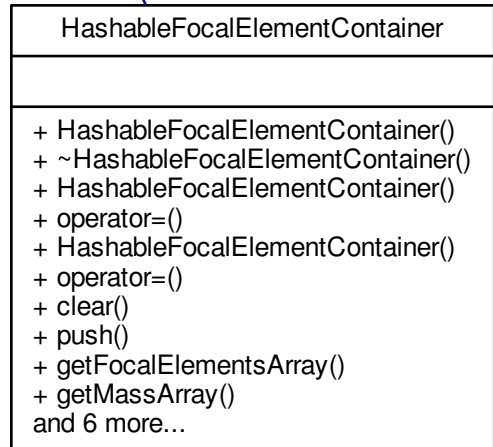 HashableFocalElementContainer
+ HashableFocalElementContainer()
+ ~HashableFocalElementContainer()
+ HashableFocalElementContainer()
+ operator=()
+ HashableFocalElementContainer()
+ operator=()
+ clear()
+ push()
+ getFocalElementsArray()
+ getMassArray()
and 6 more...